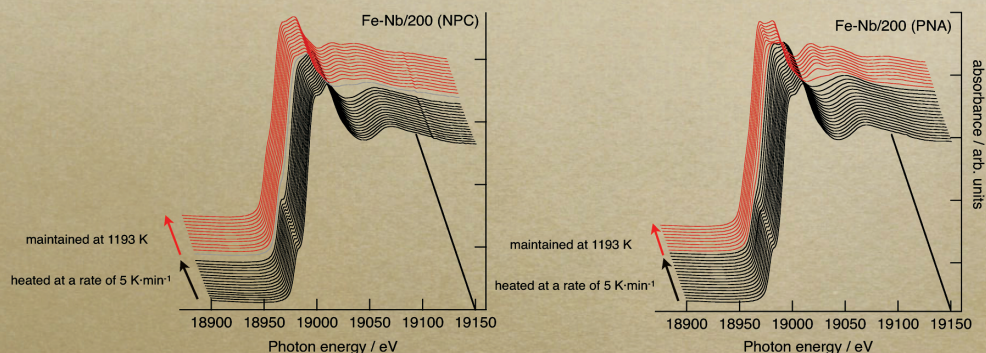 Fe-Nb/200 (NPC)
maintained at 1193 K
heated at a rate of 5 K·min-1
18900 18950 19000 19050 19100 19150
Photon energy / eV
Fe-Nb/200 (PNA)
absorbance / arb. units
maintained at 1193 K
heated at a rate of 5 K·min-1
18900 18950 19000 19050 19100 19150
Photon energy / eV